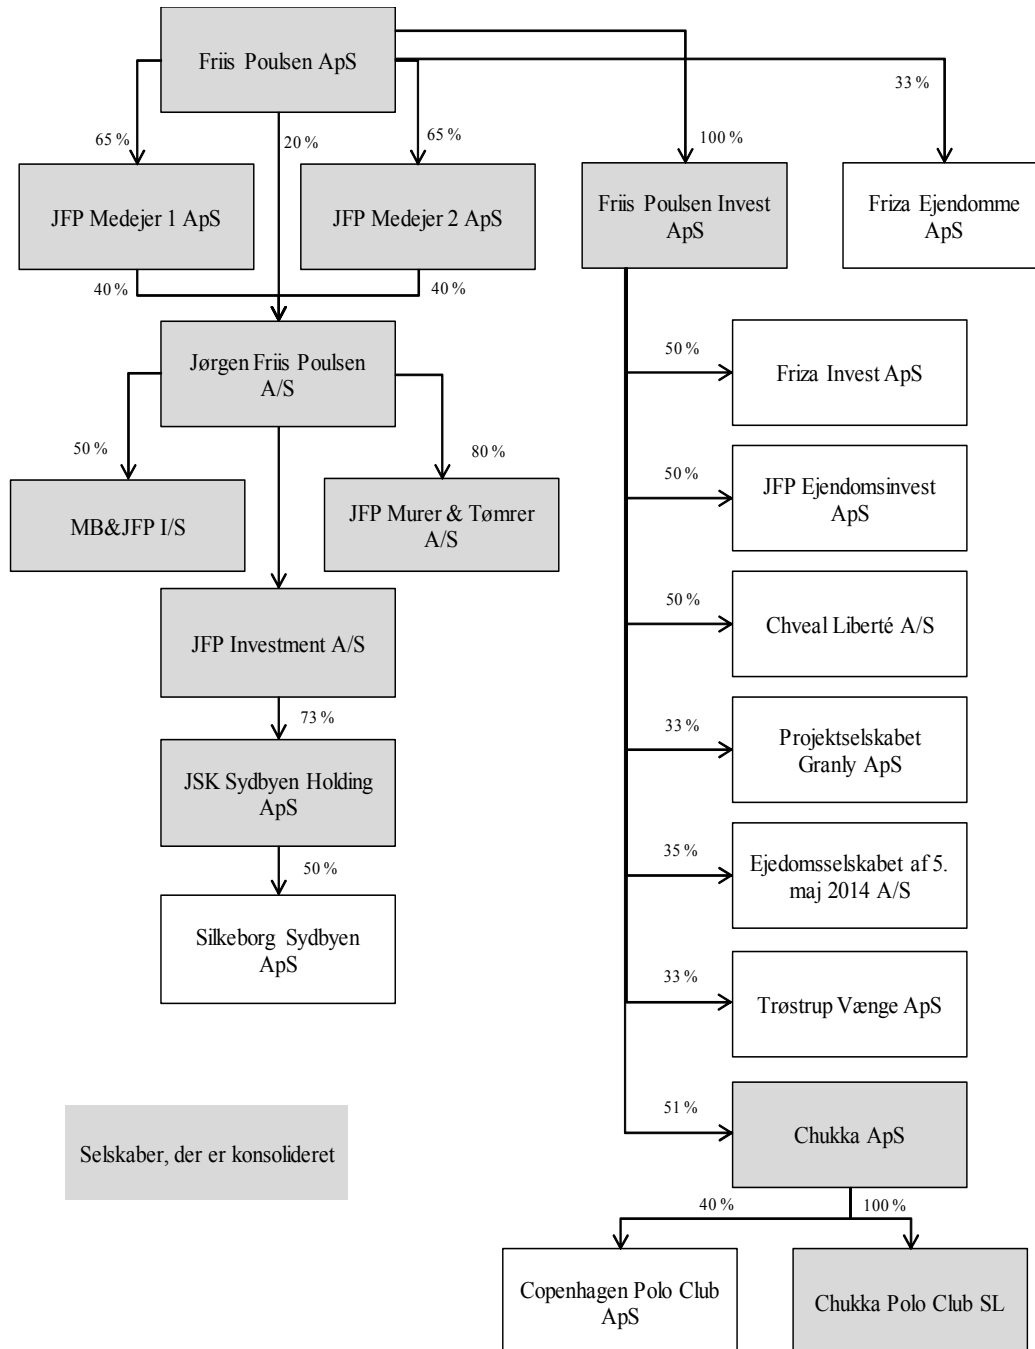 Friis Poulsen ApS
33 %
65 %
20 %
65 %
100 %
JFP Medejer 1 ApS
JFP Medejer 2 ApS
Friis Poulsen Invest
ApS
Friza Ejendomme
ApS
40 %
40 %
Jørgen Friis Poulsen
A/S
50 %
Friza Invest ApS
50 %
80 %
MB&JFP I/S
JFP Murer & Tømrer
A/S
50 %
JFP Ejendomsinvest
ApS
JFP Investment A/S
50 %
Chveal Liberté A/S
73 %
JSK Sydbyen Holding
ApS
33 %
Projektselskabet
Granly ApS
50 %
35 %
Ejedomsselskabet af 5.
maj 2014 A/S
Silkeborg Sydbyen
ApS
33 %
Trøstrup Vænge ApS
Selskaber, der er konsolideret
51 %
Chukka ApS
40 %
100 %
Copenhagen Polo Club
ApS
Chukka Polo Club SL